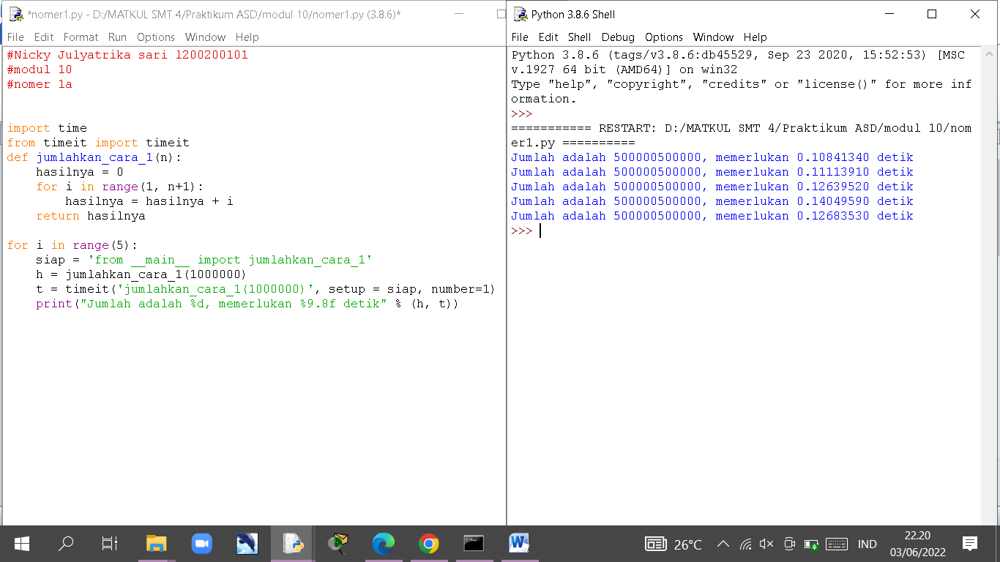 *nomer1.py - D:/MATKUL SMT 4/Praktikum ASD/modul 10/nomer1.py (3.8.6)*
File Edit Format Run Options Window Help
#Nicky Julyatrika sari l200200101
#modul 10
#nomer 1a
import time
from timeit import timeit
def jumlahkan_cara_1(n):
    hasilnya = 0
    for i in range(1, n+1):
        hasilnya = hasilnya + i
    return hasilnya
for i in range(5):
    siap = 'from __main__ import jumlahkan_cara_1'
    h = jumlahkan_cara_1(1000000)
    t = timeit('jumlahkan_cara_1(1000000)', setup = siap, number=1)
    print("Jumlah adalah %d, memerlukan %9.8f detik" % (h, t))
Python 3.8.6 Shell
File Edit Shell Debug Options Window Help
Python 3.8.6 (tags/v3.8.6:db45529, Sep 23 2020, 15:52:53) [MSC
v.1927 64 bit (AMD64)] on win32
Type "help", "copyright", "credits" or "license()" for more inf
ormation.
>>>
=========== RESTART: D:/MATKUL SMT 4/Praktikum ASD/modul 10/nom
er1.py ==========
Jumlah adalah 500000500000, memerlukan 0.10841340 detik
Jumlah adalah 500000500000, memerlukan 0.11113910 detik
Jumlah adalah 500000500000, memerlukan 0.12639520 detik
Jumlah adalah 500000500000, memerlukan 0.14049590 detik
Jumlah adalah 500000500000, memerlukan 0.12683530 detik
>>>
26°C
IND
22.20
03/06/2022